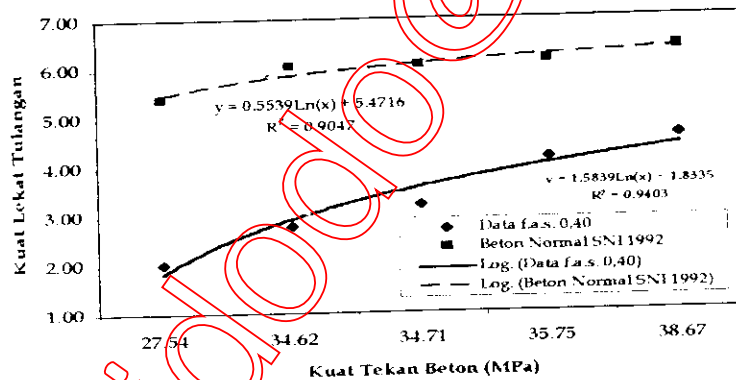 7.00
6.00
5.00
4.00
3.00
2.00
1.00
Kuat Lekat Tulangan
y = 0.5539Ln(x) + 5.4716
R² = 0.9047
y = 1.5839Ln(x) + 1.8335
R² = 0.9403
Data f.a.s. 0,40
Beton Normal SNI 1992
Log. (Data f.a.s. 0,40)
Log. (Beton Normal SNI 1992)
27.54 34.62 34.71 35.75 38.67
Kuat Tekan Beton (MPa)